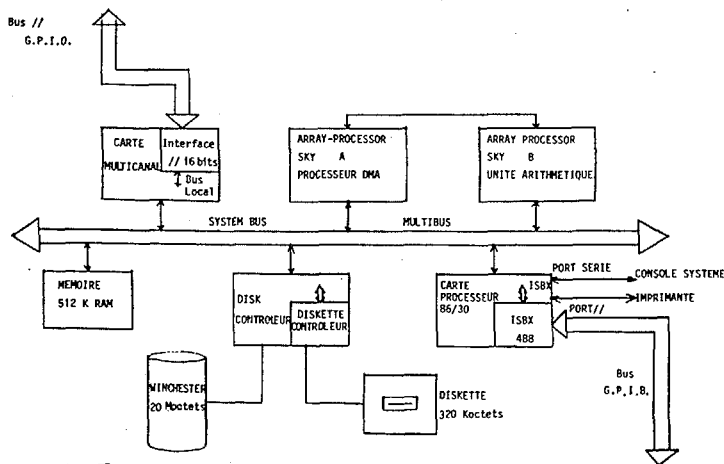 Bus //
G.P.I.O.
CARTE
MULTICANAL
Interface
// 16 bits
Bus
Local
ARRAY-PROCESSOR
SKY A
PROCESSEUR DMA
ARRAY PROCESSOR
SKY B
UNITE ARITHMETIQUE
SYSTEM BUS
MULTIBUS
MEMOIRE
512 K RAM
DISK
CONTROLEUR
DISKETTE
CONTROLEUR
CARTE
PROCESSEUR
86/30
ISBX
ISBX
488
PORT SERIE
CONSOLE SYSTEME
IMPRIMANTE
PORT//
Bus
G.P.I.B.
WINCHESTER
20 Moctets
DISKETTE
320 Koctets